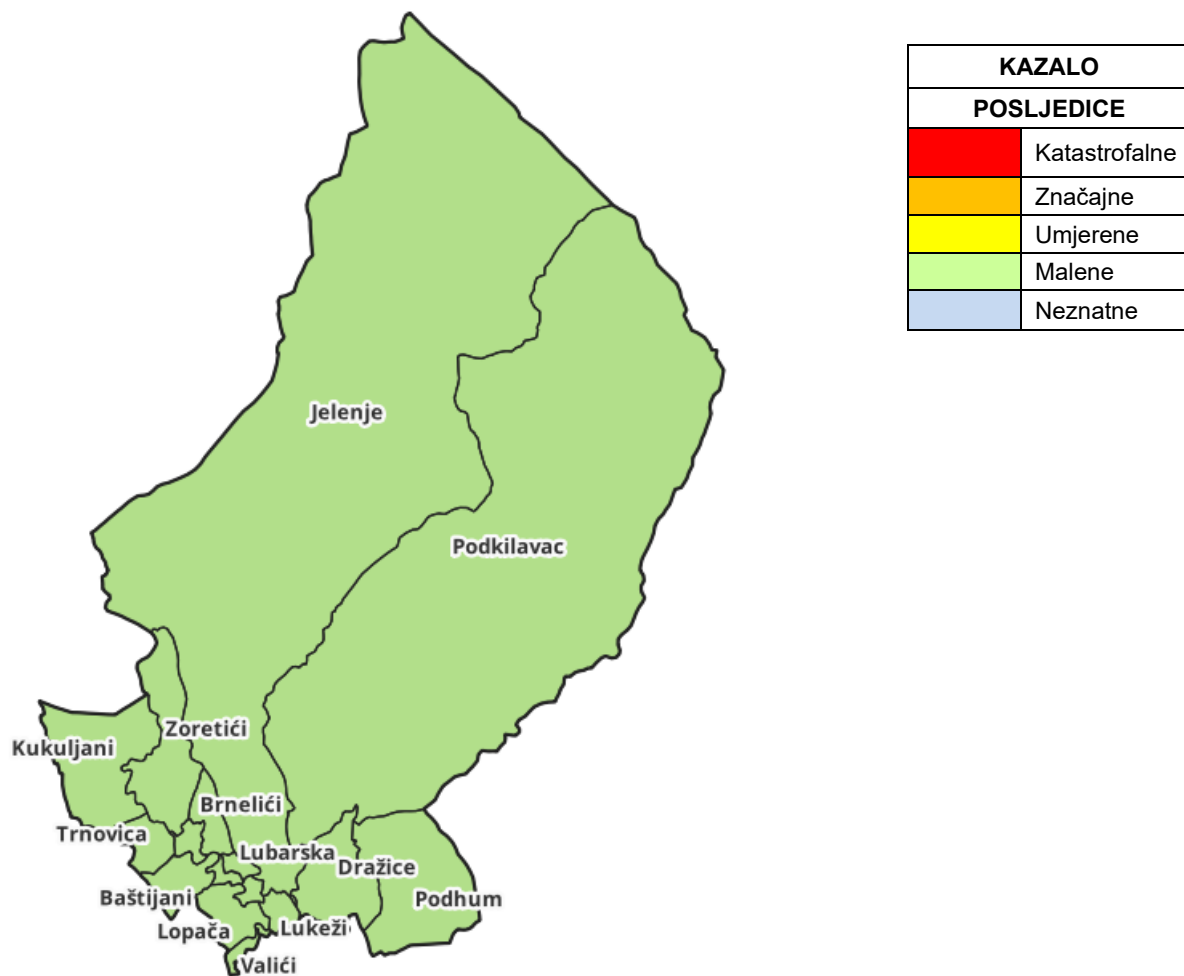 KAZALO
POSLJEDICE
Katastrofalne
Značajne
Umjerene
Malene
Neznatne
Jelenje
Podkilavac
Zoretići
Kukuljani
Brnelići
Trnovica
Lubarska
Dražice
Baštijani
Podhum
Lopača
Lukeži
Valići